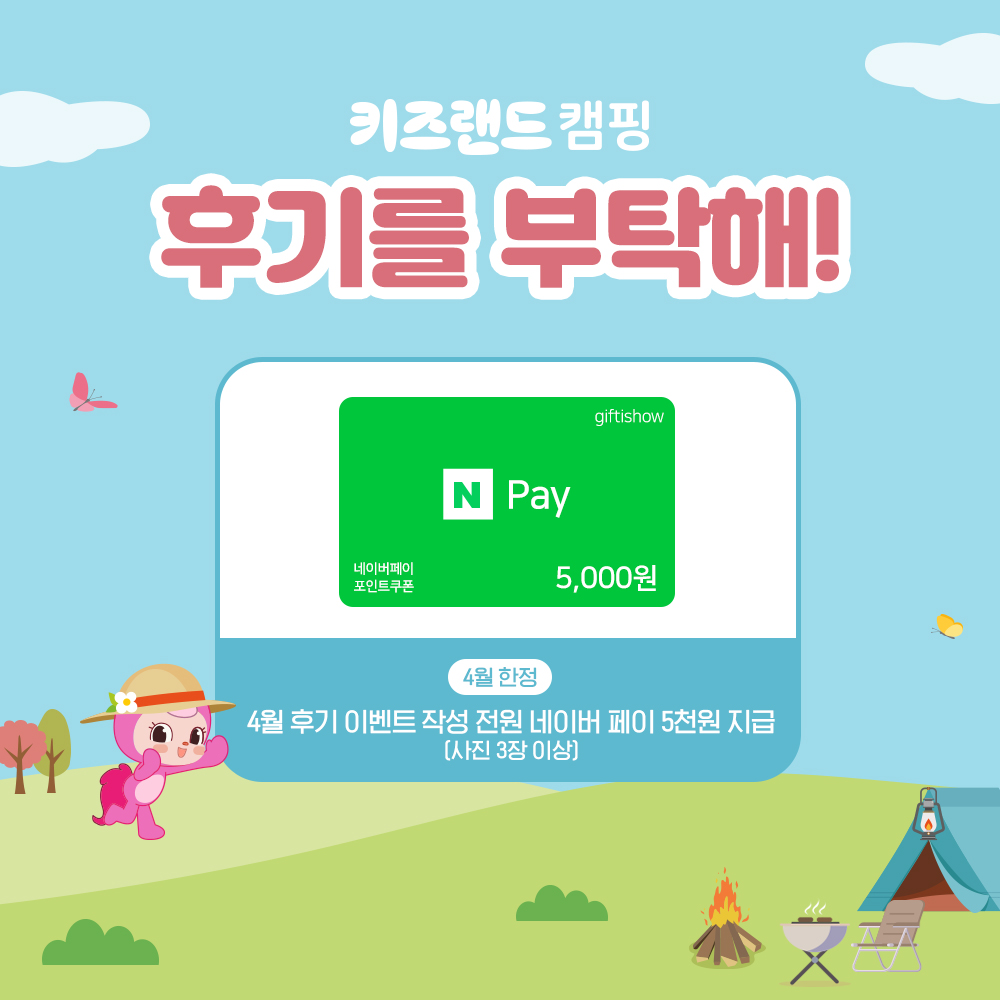 키즈랜드 캠핑
후기를 부탁해!
giftishow
N Pay
네이버페이
포인트쿠폰
5,000원
4월 한정
4월 후기 이벤트 작성 전원 네이버 페이 5천원 지급
(사진 3장 이상)